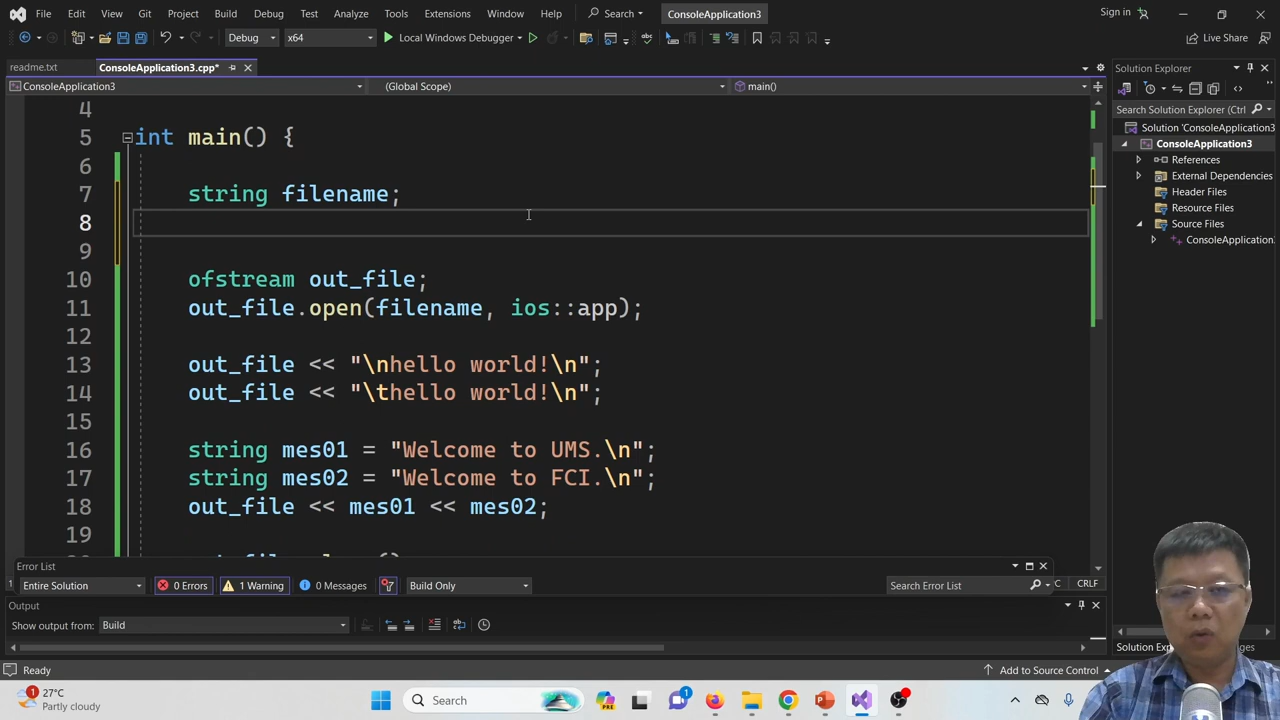 File Edit View Git Project Build Debug Test Analyze Tools Extensions Window Help Search ConsoleApplication3 Sign in
Debug x64 Local Windows Debugger Live Share
readme.txt ConsoleApplication3.cpp*
ConsoleApplication3 (Global Scope) main()
4
5 int main() {
6
7 string filename;
8
9
10 ofstream out_file;
11 out_file.open(filename, ios::app);
12
13 out_file << "\nhello world!\n";
14 out_file << "\thello world!\n";
15
16 string mes01 = "Welcome to UMS.\n";
17 string mes02 = "Welcome to FCI.\n";
18 out_file << mes01 << mes02;
19
Solution Explorer
Search Solution Explorer (Ctrl
Solution 'ConsoleApplication3
ConsoleApplication3
References
External Dependencies
Header Files
Resource Files
Source Files
ConsoleApplication.
Error List
Entire Solution 0 Errors 1 Warning 0 Messages Build Only Search Error List
CRLF
Output
Show output from: Build
Ready Add to Source Control
1
27°C
Partly cloudy
Search
PRE
1